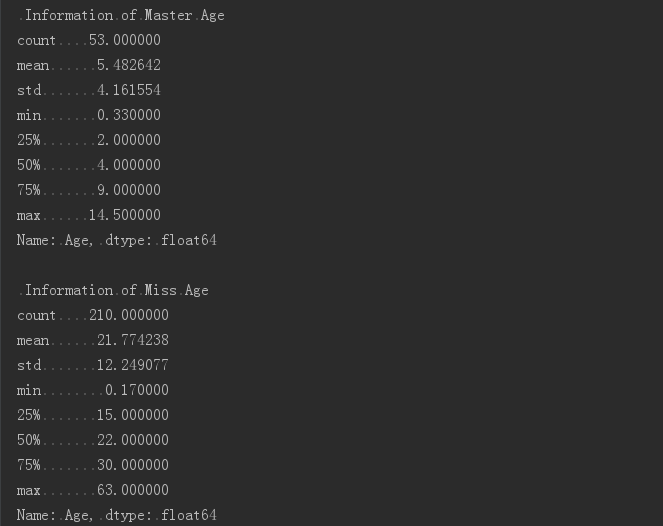 Information of Master Age
count    53.000000
mean      5.482642
std       4.161554
min       0.330000
25%       2.000000
50%       4.000000
75%       9.000000
max      14.500000
Name: Age, dtype: float64
Information of Miss Age
count    210.000000
mean      21.774238
std       12.249077
min        0.170000
25%       15.000000
50%       22.000000
75%       30.000000
max       63.000000
Name: Age, dtype: float64